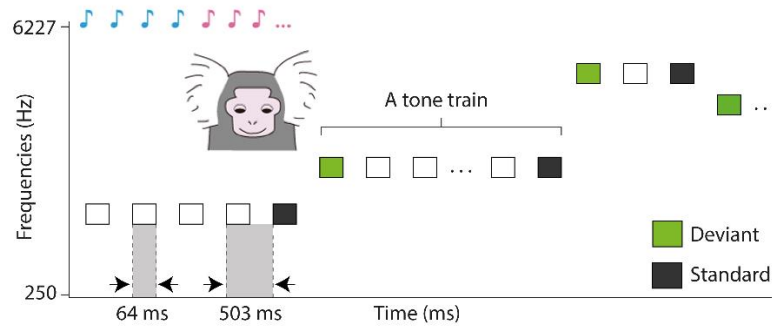 6227
...
A tone train
...
..
Frequencies (Hz)
Deviant
Standard
250
64 ms
503 ms
Time (ms)